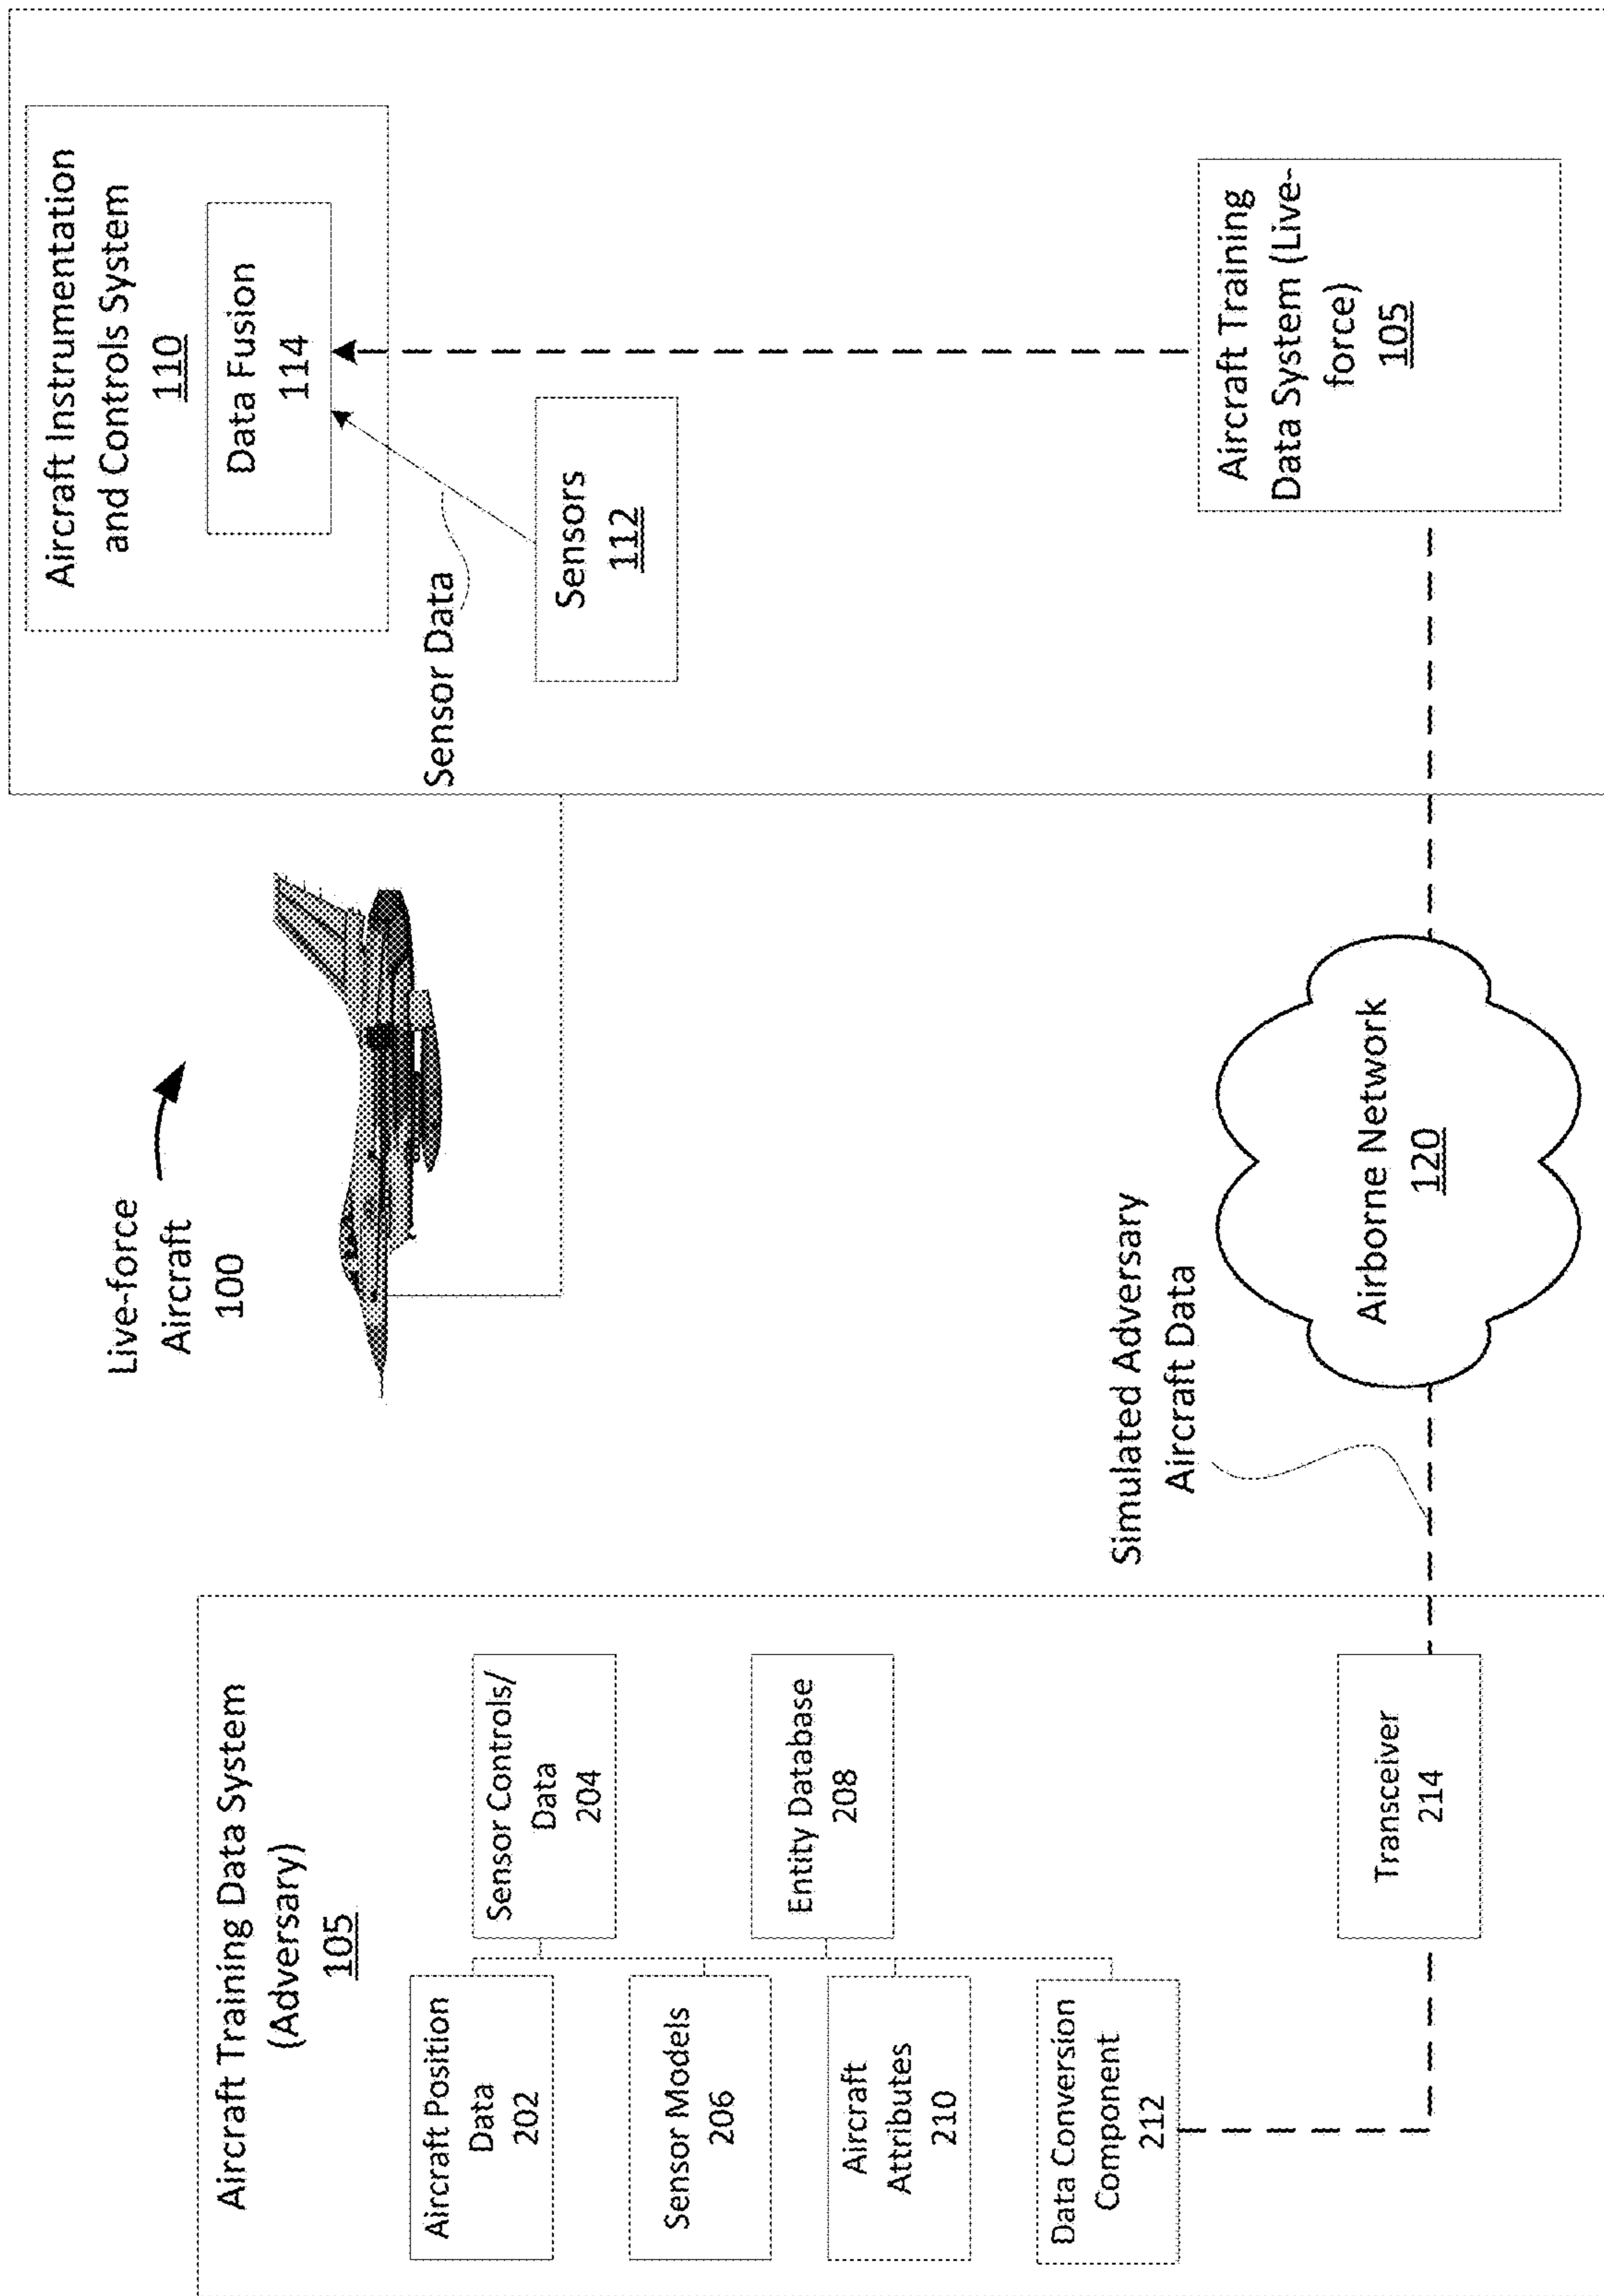 Aircraft Training Data System
(Adversary)
105
Aircraft Position
Data
202
Sensor Controls/
Data
204
Sensor Models
206
Entity Database
208
Aircraft
Attributes
210
Data Conversion
Component
212
Transceiver
214
Live-force
Aircraft
100
Simulated Adversary
Aircraft Data
Airborne Network
120
Aircraft Instrumentation
and Controls System
110
Data Fusion
114
Sensor Data
Sensors
112
Aircraft Training
Data System (Live-
force)
105